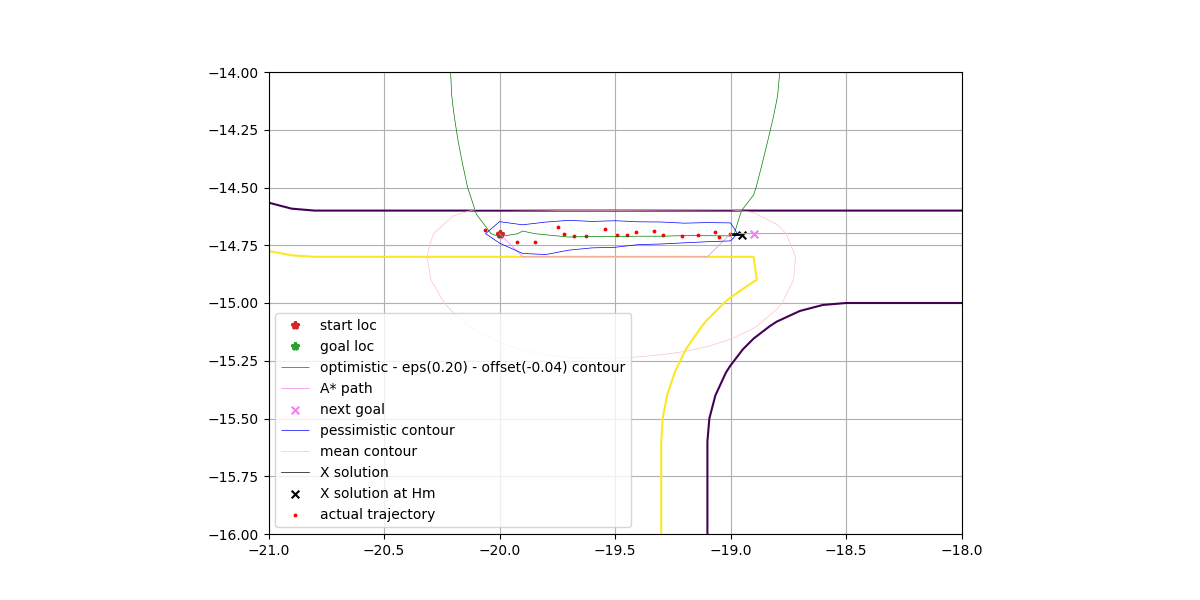 −14.00
−14.25
−14.50
−14.75
−15.00
−15.25
−15.50
−15.75
−16.00
start loc
goal loc
optimistic - eps(0.20) - offset(-0.04) contour
A* path
next goal
pessimistic contour
mean contour
X solution
X solution at Hm
actual trajectory
−21.0 −20.5 −20.0 −19.5 −19.0 −18.5 −18.0